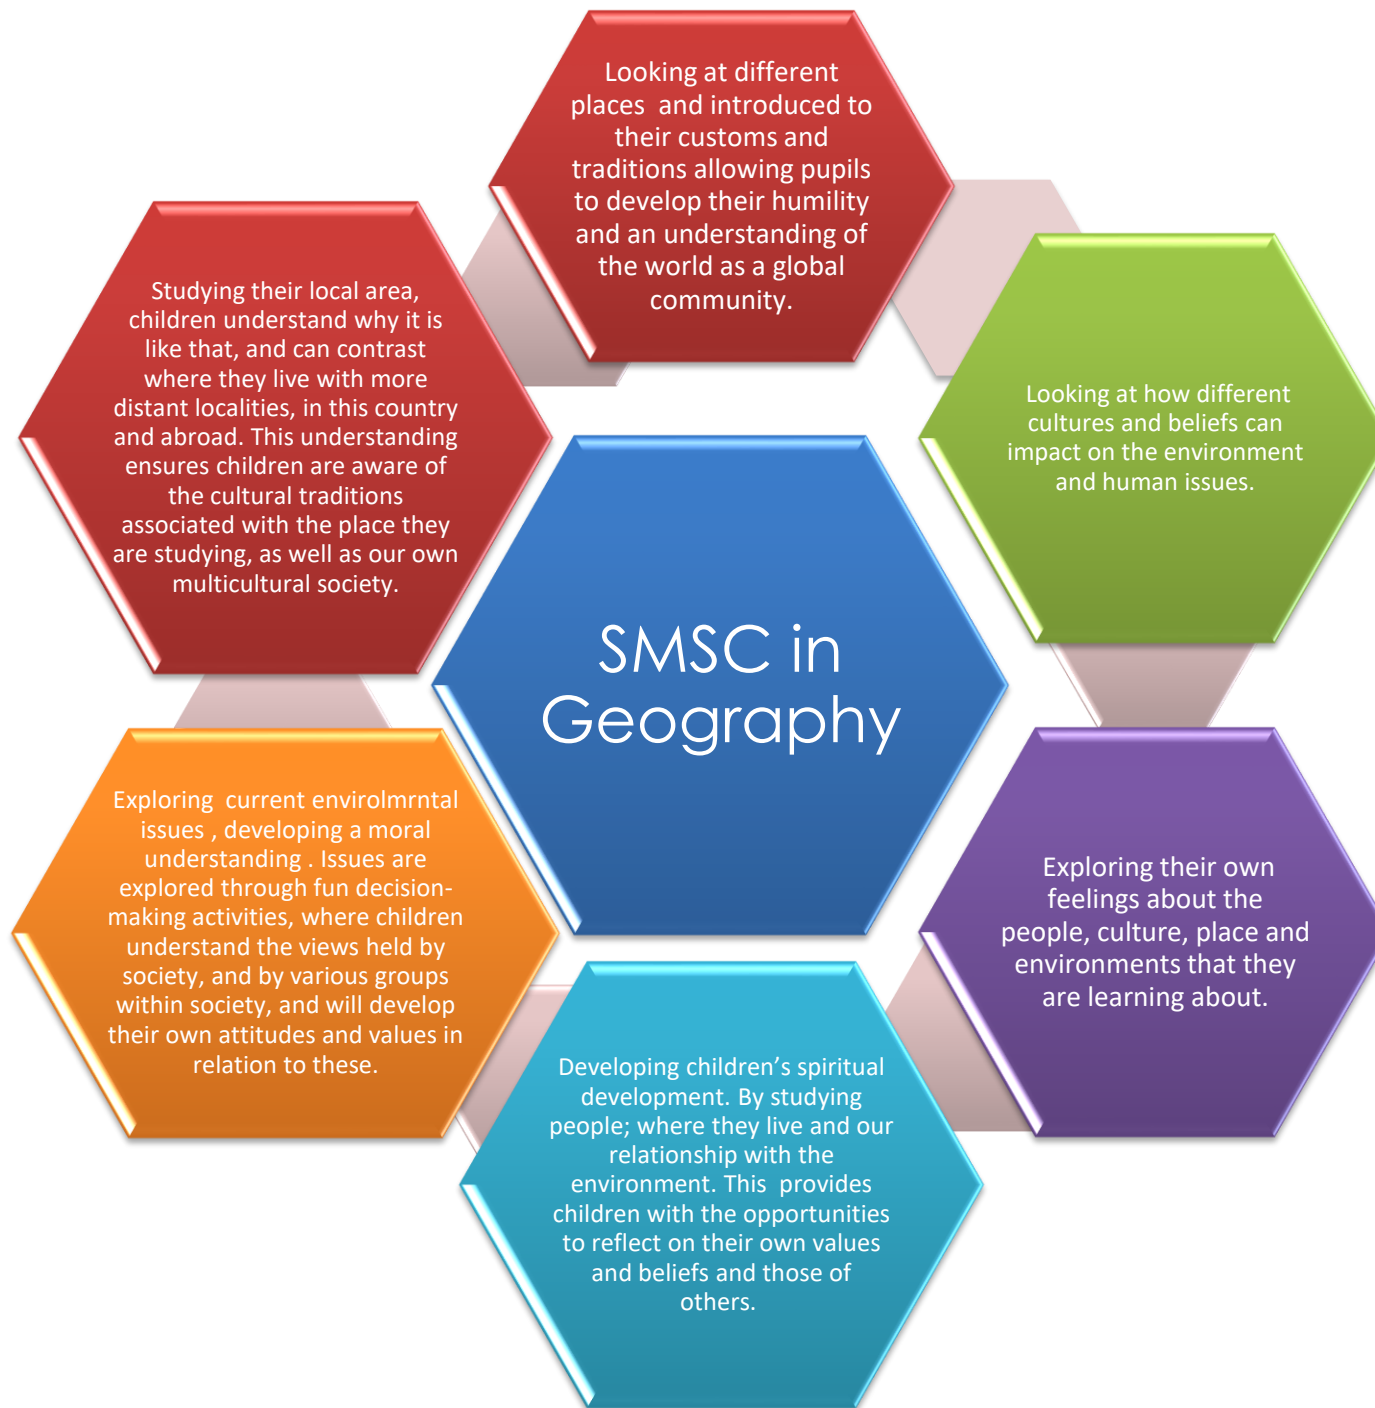 Looking at different
places  and introduced to
their customs and
traditions allowing pupils
to develop their humility
and an understanding of
the world as a global
community.
Looking at how different
cultures and beliefs can
impact on the environment
and human issues.
Exploring their own
feelings about the
people, culture, place and
environments that they
are learning about.
Developing children’s spiritual
development. By studying
people; where they live and our
relationship with the
environment. This  provides
children with the opportunities
to reflect on their own values
and beliefs and those of
others.
Exploring  current envirolmrntal
issues , developing a moral
understanding . Issues are
explored through fun decision-
making activities, where children
understand the views held by
society, and by various groups
within society, and will develop
their own attitudes and values in
relation to these.
Studying their local area,
children understand why it is
like that, and can contrast
where they live with more
distant localities, in this country
and abroad. This understanding
ensures children are aware of
the cultural traditions
associated with the place they
are studying, as well as our own
multicultural society.
SMSC in
Geography